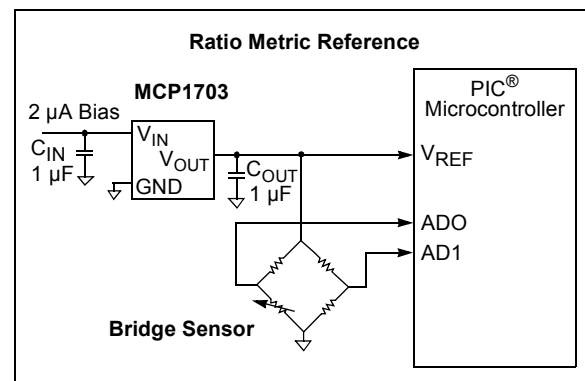 Ratio Metric Reference
PIC®
Microcontroller
MCP1703
2 µA Bias
VIN
VOUT
GND
CIN
1 µF
COUT
1 µF
VREF
ADO
AD1
Bridge Sensor